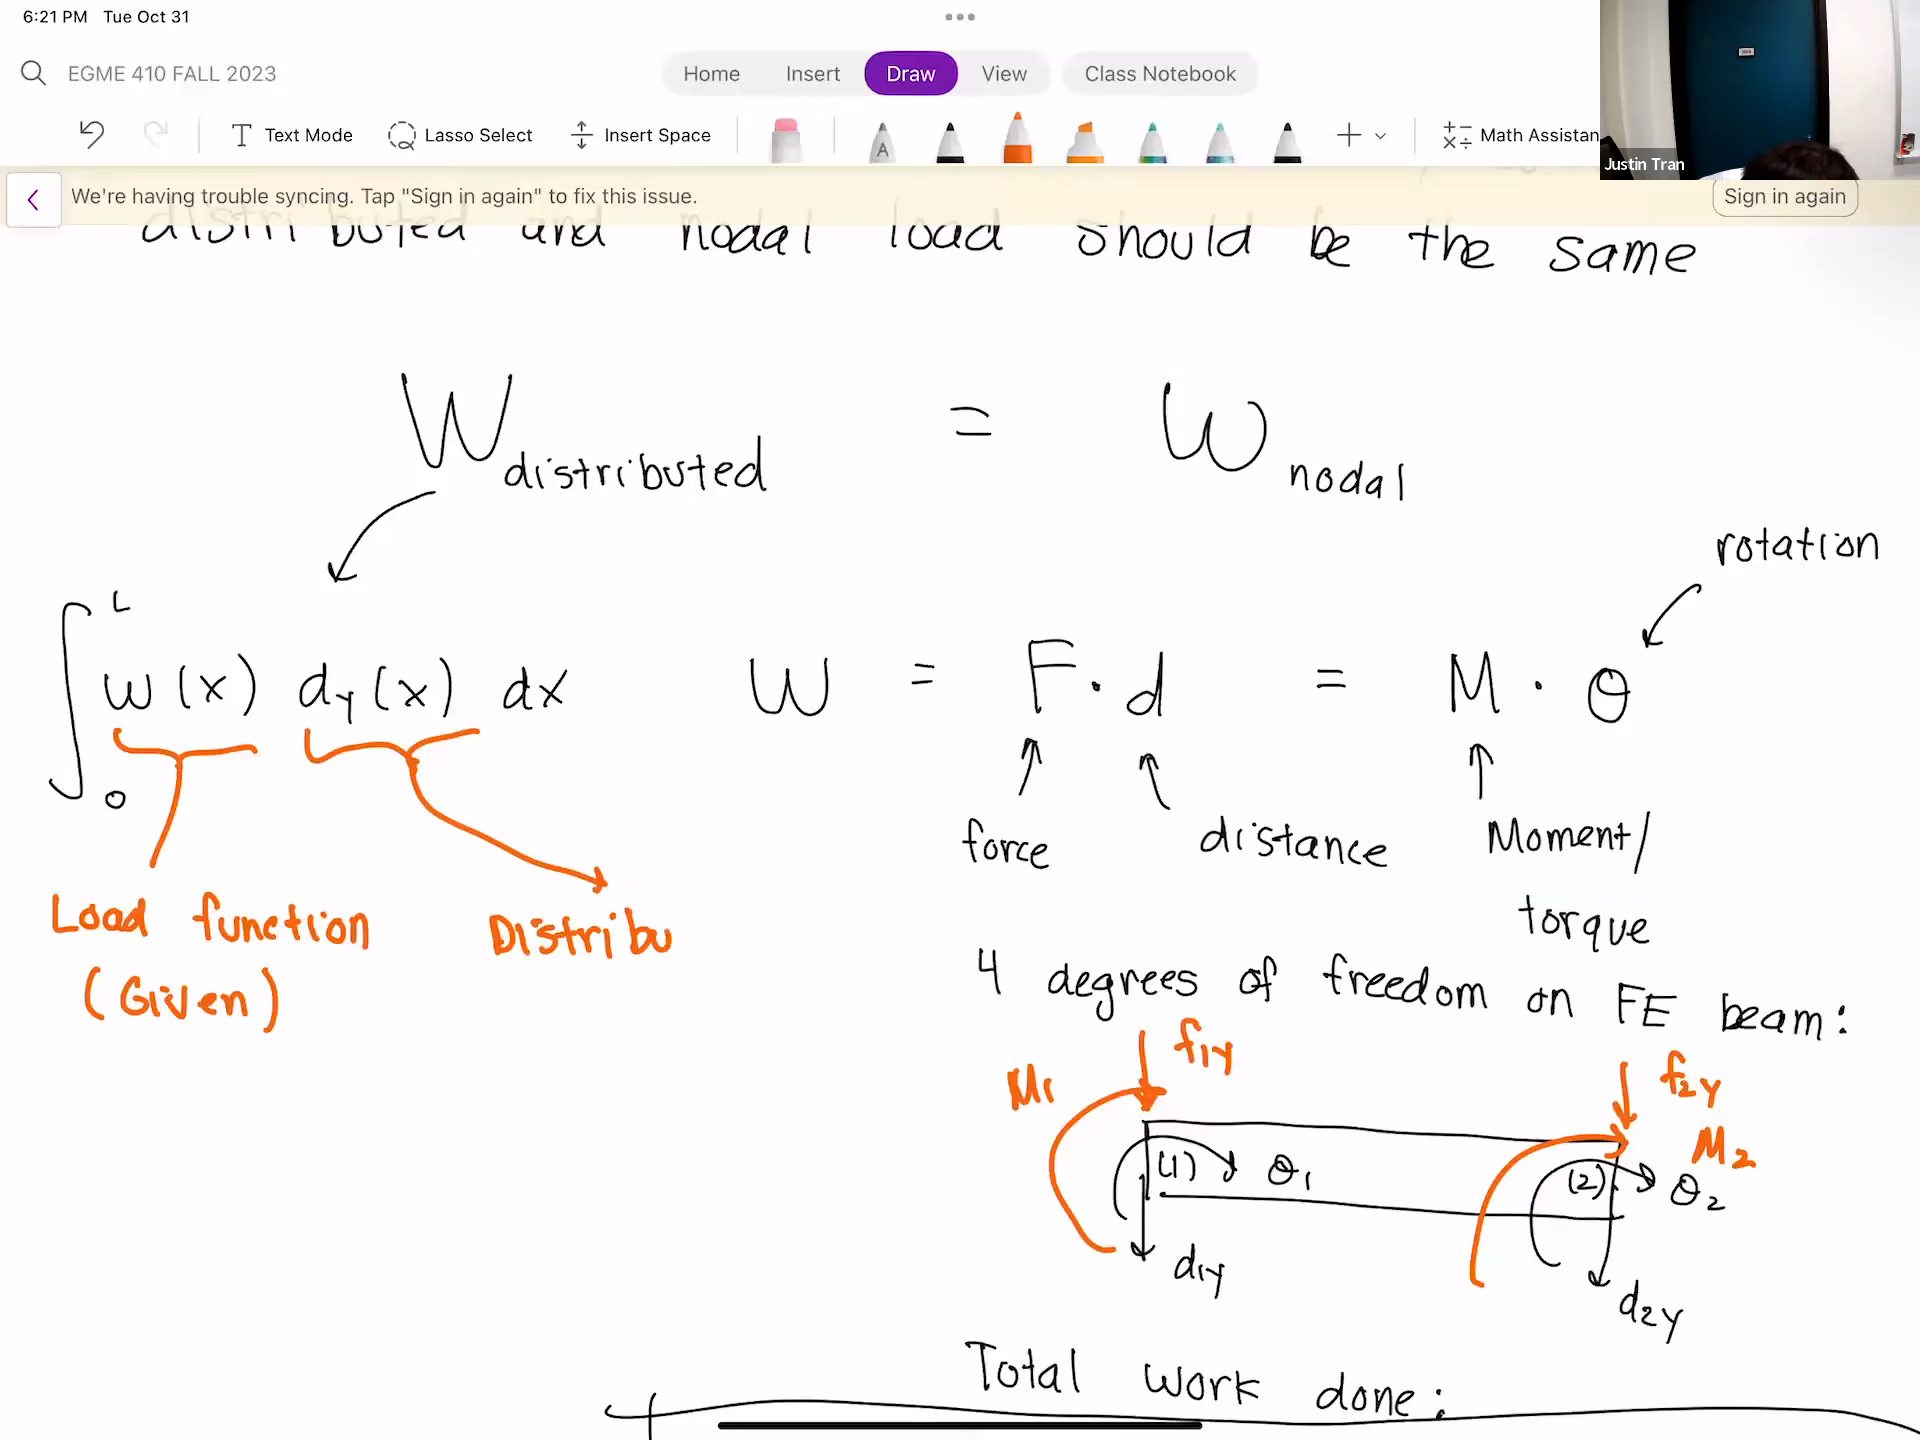 6:21 PM Tue Oct 31
EGME 410 FALL 2023
Home Insert Draw View Class Notebook
Text Mode Lasso Select Insert Space Math Assistan
Justin Tran
We're having trouble syncing. Tap "Sign in again" to fix this issue.
Sign in again
distributed and nodal load should be the same
W distributed = W nodal
rotation
∫₀ᴸ w(x) dy(x) dx
W = F · d = M · θ
force distance Moment/
torque
Load function
(Given)
Distribu
4 degrees of freedom on FE beam:
f1y
M1
f2y
M2
(1) θ1
(2) θ2
d1y
d2y
Total work done: